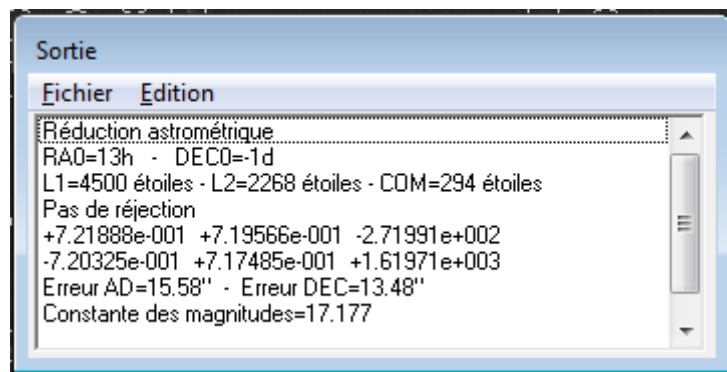 Sortie
Fichier Edition
Réduction astrométrique
RA0=13h - DEC0=-1d
L1=4500 étoiles - L2=2268 étoiles - COM=294 étoiles
Pas de réjection
+7.21888e-001 +7.19566e-001 -2.71991e+002
-7.20325e-001 +7.17485e-001 +1.61971e+003
Erreur AD=15.58'' - Erreur DEC=13.48''
Constante des magnitudes=17.177